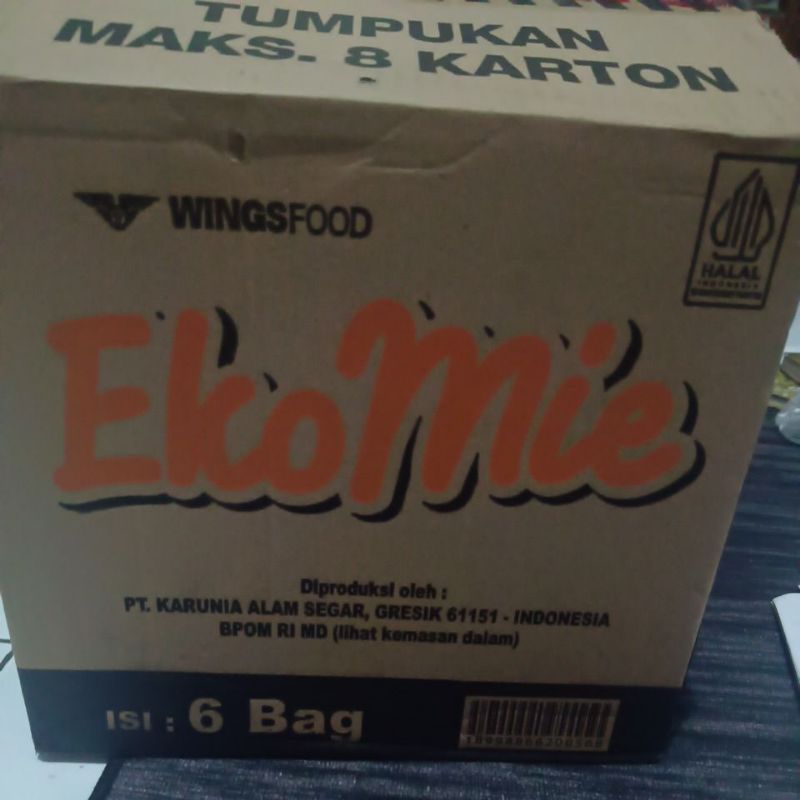 TUMPUKAN
MAKS. 8 KARTON
WINGSFOOD
HALAL
INDONESIA
EkoMie
Diproduksi oleh :
PT. KARUNIA ALAM SEGAR, GRESIK 61151 - INDONESIA
BPOM RI MD (lihat kemasan dalam)
ISI : 6 Bag